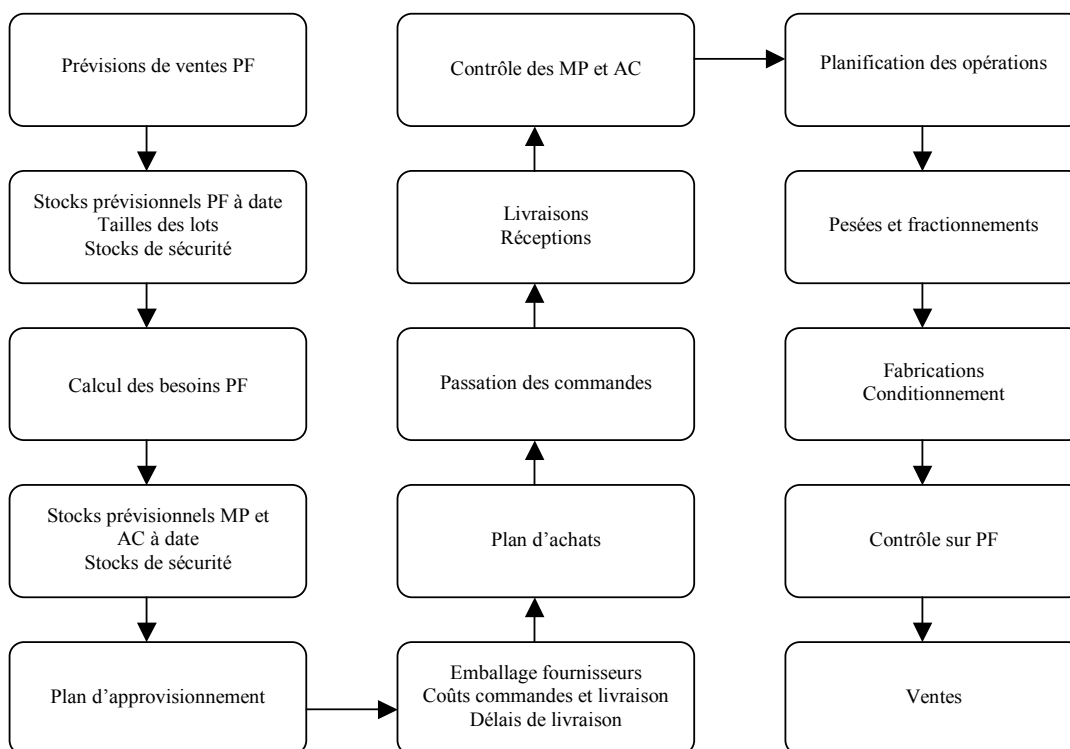 Prévisions de ventes PF
Stocks prévisionnels PF à date
Tailles des lots
Stocks de sécurité
Calcul des besoins PF
Stocks prévisionnels MP et
AC à date
Stocks de sécurité
Plan d’approvisionnement
Emballage fournisseurs
Coûts commandes et livraison
Délais de livraison
Plan d’achats
Passation des commandes
Livraisons
Réceptions
Contrôle des MP et AC
Planification des opérations
Pesées et fractionnements
Fabrications
Conditionnement
Contrôle sur PF
Ventes